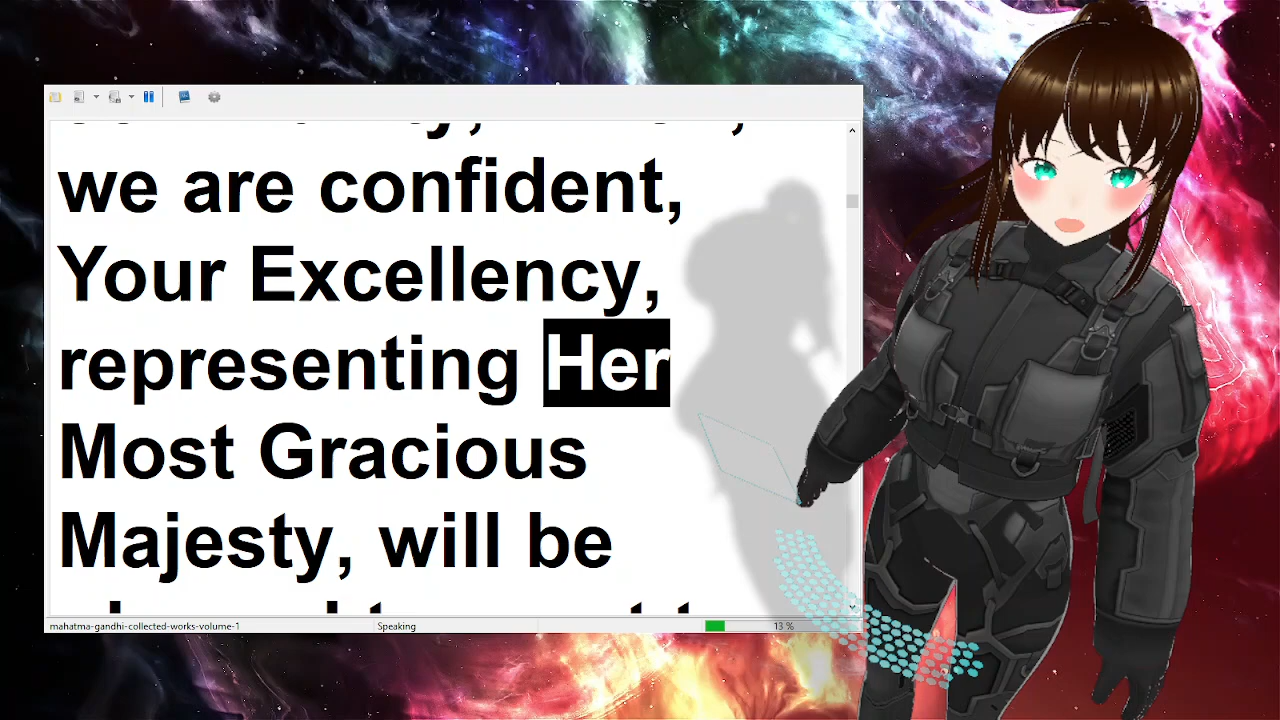 we are confident,
Your Excellency,
representing Her
Most Gracious
Majesty, will be
mahatma-gandhi-collected-works-volume-1
Speaking
13 %